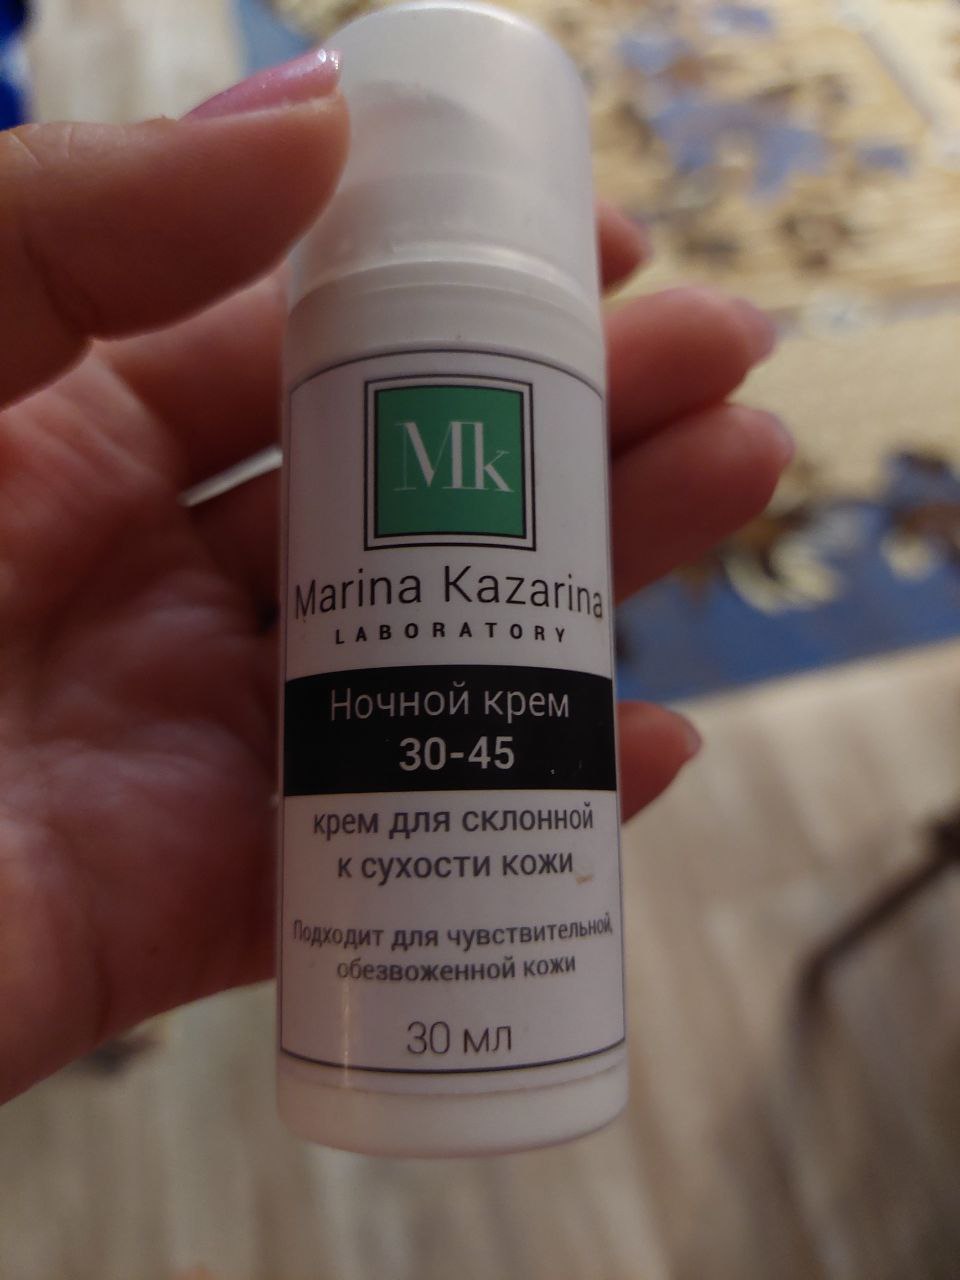 Mk
Marina Kazarina
LABORATORY
Ночной крем
30-45
крем для склонной
к сухости кожи
Подходит для чувствительной,
обезвоженной кожи
30 мл